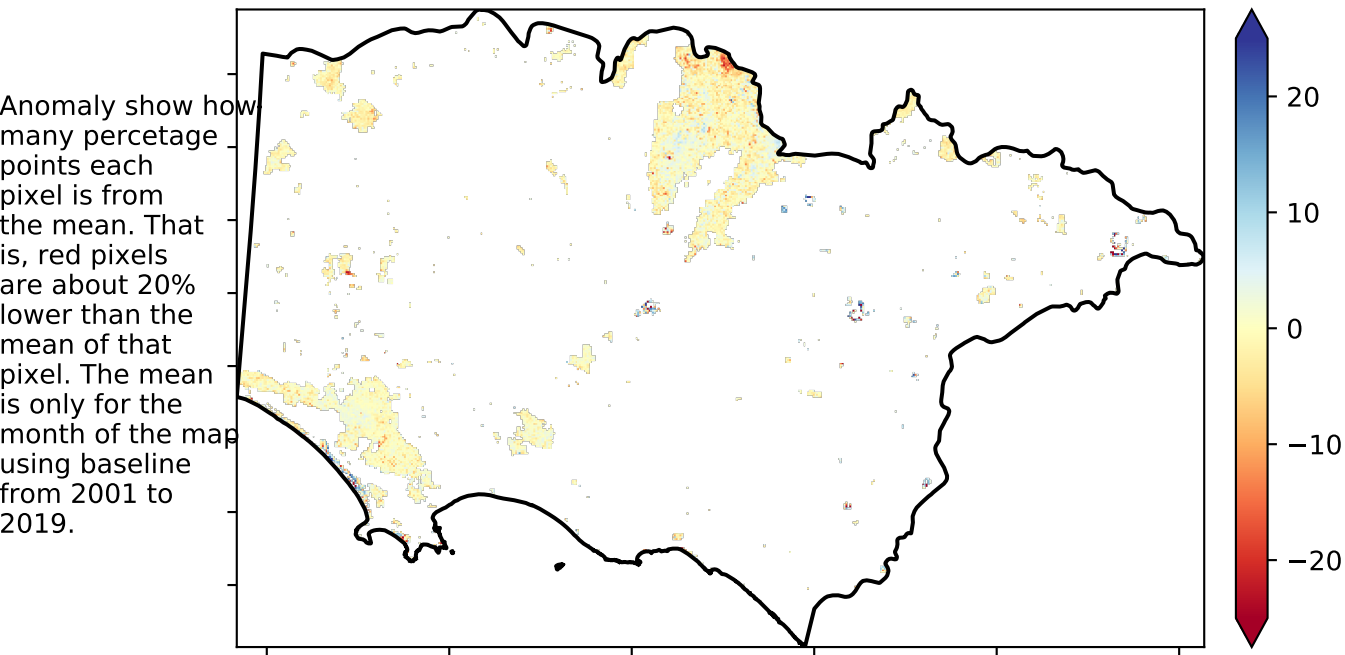 Anomaly show how
many percetage
points each
pixel is from
the mean. That
is, red pixels
are about 20%
lower than the
mean of that
pixel. The mean
is only for the
month of the map
using baseline
from 2001 to
2019.
20
10
0
−10
−20